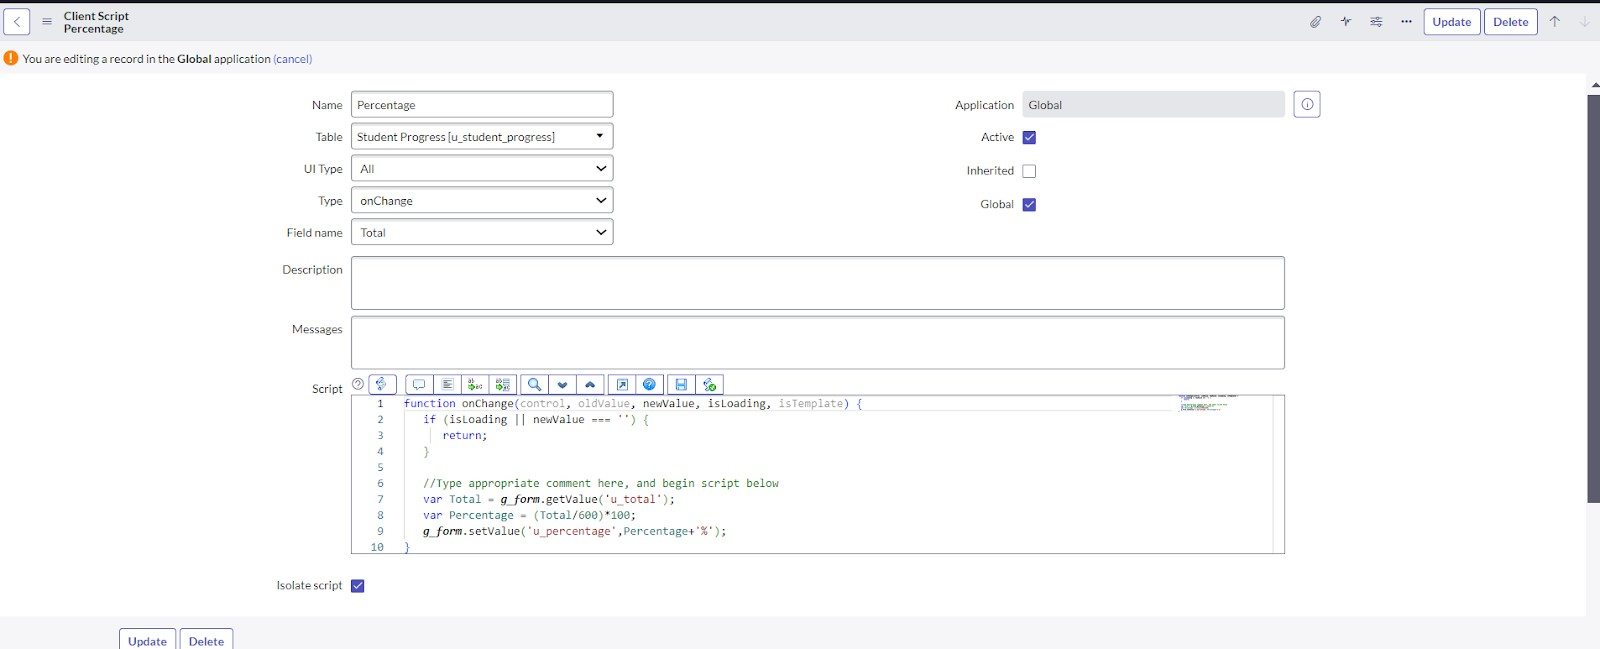 Client Script
Percentage
Update
Delete
You are editing a record in the Global application (cancel)
Name
Percentage
Table
Student Progress [u_student_progress]
UI Type
All
Type
onChange
Field name
Total
Application
Global
Active
Inherited
Global
Description
Messages
Script
1 function onChange(control, oldValue, newValue, isLoading, isTemplate) {
2 if (isLoading || newValue === '') {
3 return;
4 }
5
6 //Type appropriate comment here, and begin script below
7 var Total = g_form.getValue('u_total');
8 var Percentage = (Total/600)*100;
9 g_form.setValue('u_percentage',Percentage+'%');
10 }
Isolate script
Update
Delete